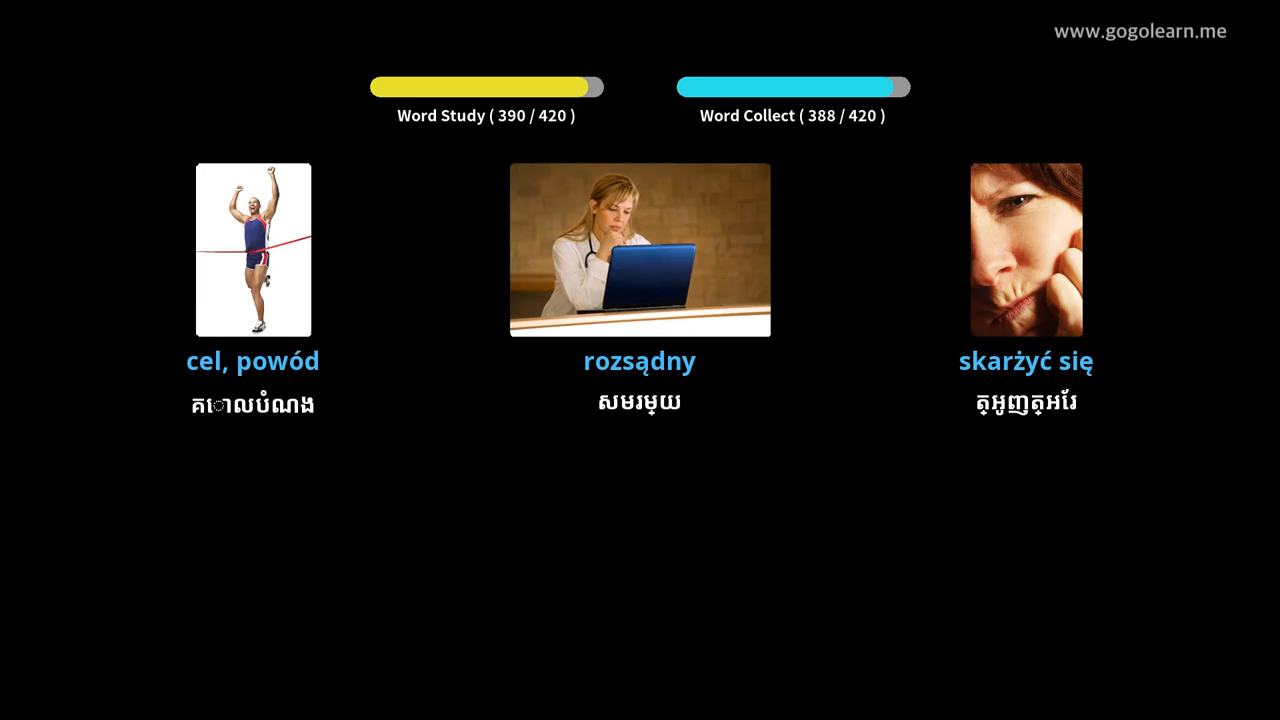 www.gogolearn.me
Word Study ( 390 / 420 )
Word Collect ( 388 / 420 )
cel, powód
គោលបំណង
rozsądny
សមរម្យ
skarżyć się
ត្អូញត្អរែ